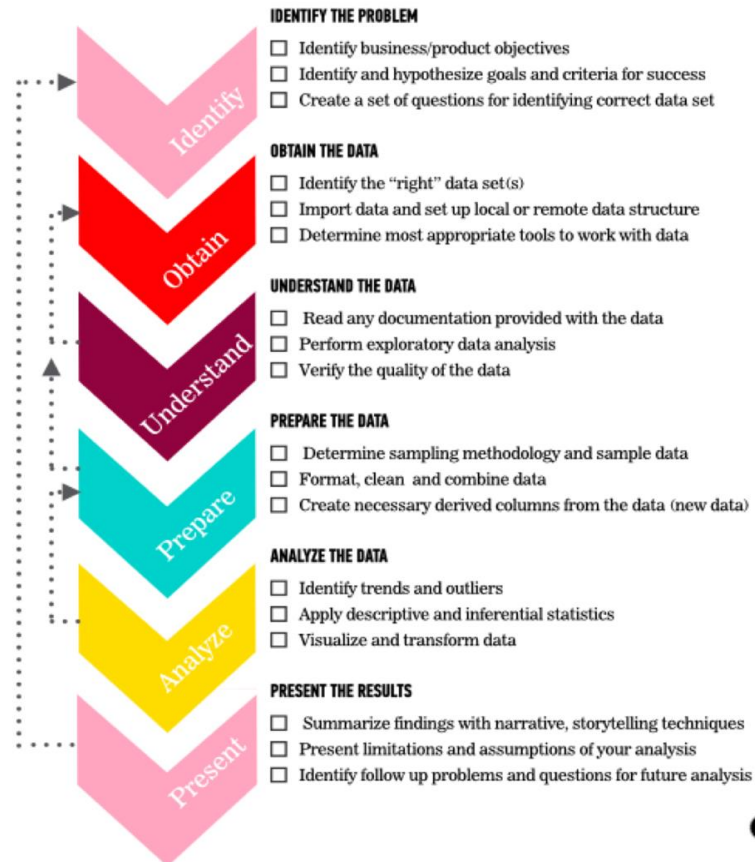 IDENTIFY THE PROBLEM
Identify business/product objectives
Identify and hypothesize goals and criteria for success
Create a set of questions for identifying correct data set
Identify
OBTAIN THE DATA
Identify the “right” data set(s)
Import data and set up local or remote data structure
Determine most appropriate tools to work with data
Obtain
UNDERSTAND THE DATA
Read any documentation provided with the data
Perform exploratory data analysis
Verify the quality of the data
Understand
PREPARE THE DATA
Determine sampling methodology and sample data
Format, clean and combine data
Create necessary derived columns from the data (new data)
Prepare
ANALYZE THE DATA
Identify trends and outliers
Apply descriptive and inferential statistics
Visualize and transform data
Analyze
PRESENT THE RESULTS
Summarize findings with narrative, storytelling techniques
Present limitations and assumptions of your analysis
Identify follow up problems and questions for future analysis
Present